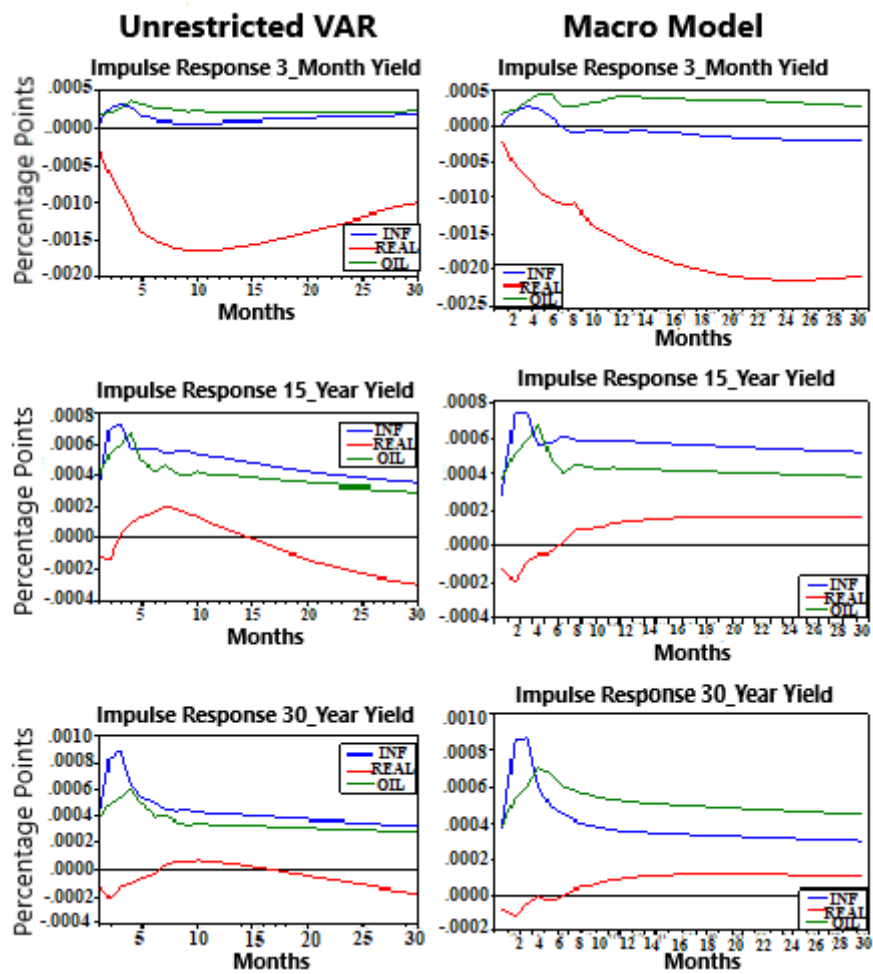 Unrestricted VAR
Macro Model
Impulse Response 3_Month Yield
Percentage Points
.0005
.0000
-.0005
-.0010
-.0015
-.0020
INF
REAL
OIL
5 10 15 20 25 30
Months
Impulse Response 3_Month Yield
.0005
.0000
-.0005
-.0010
-.0015
-.0020
-.0025
INF
REAL
OIL
2 4 6 8 10 12 14 16 18 20 22 24 26 28 30
Months
Impulse Response 15_Year Yield
Percentage Points
.0008
.0006
.0004
.0002
.0000
-.0002
-.0004
INF
REAL
OIL
5 10 15 20 25 30
Months
Impulse Response 15_Year Yield
.0008
.0006
.0004
.0002
.0000
-.0002
-.0004
INF
REAL
OIL
2 4 6 8 10 12 14 16 18 20 22 24 26 28 30
Months
Impulse Response 30_Year Yield
Percentage Points
.0010
.0008
.0006
.0004
.0002
.0000
-.0002
-.0004
INF
REAL
OIL
5 10 15 20 25 30
Months
Impulse Response 30_Year Yield
.0010
.0008
.0006
.0004
.0002
.0000
-.0002
INF
REAL
OIL
2 4 6 8 10 12 14 16 18 20 22 24 26 28 30
Months